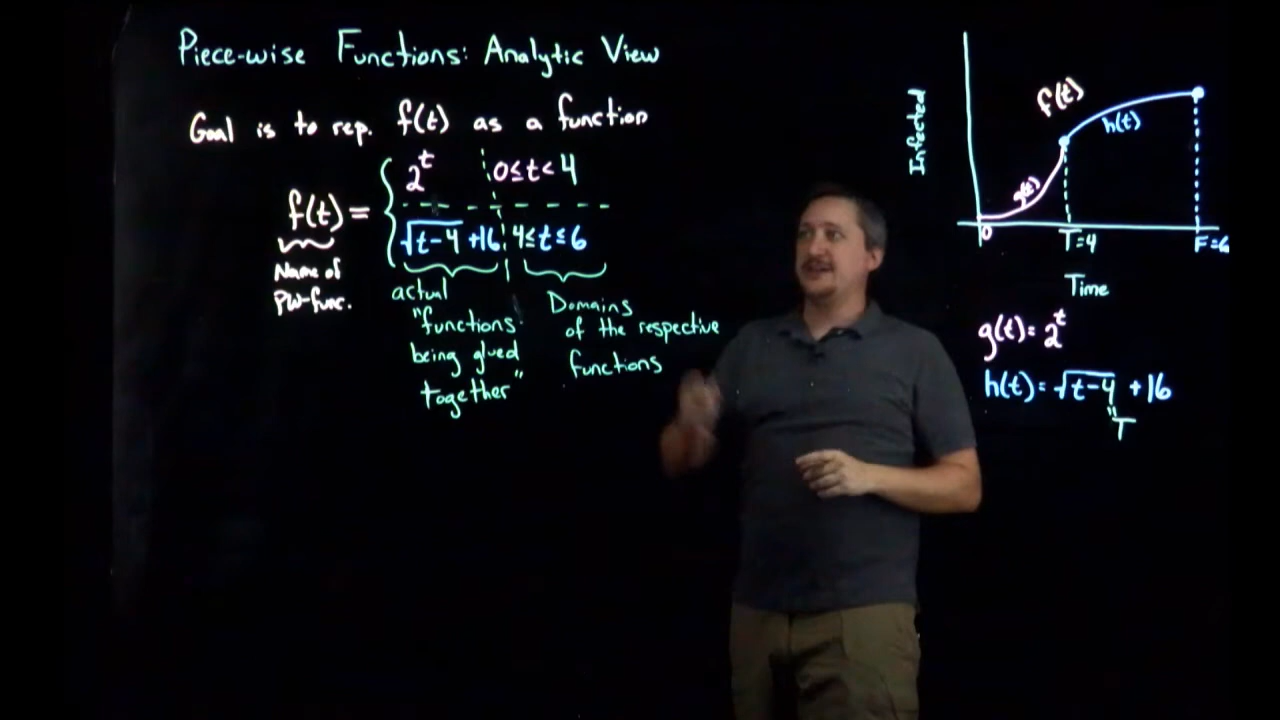 Piece-wise Functions: Analytic View
Goal is to rep. f(t) as a function
f(t) = { 2^t 0≤t<4
√(t-4) +16 4≤t≤6
Name of
PW-func.
actual
"functions
being glued
together"
Domains
of the respective
functions
Infected
f(t)
h(t)
g(t)
0
T=4
F=6
Time
g(t)= 2^t
h(t)= √(t-4) +16
"
T